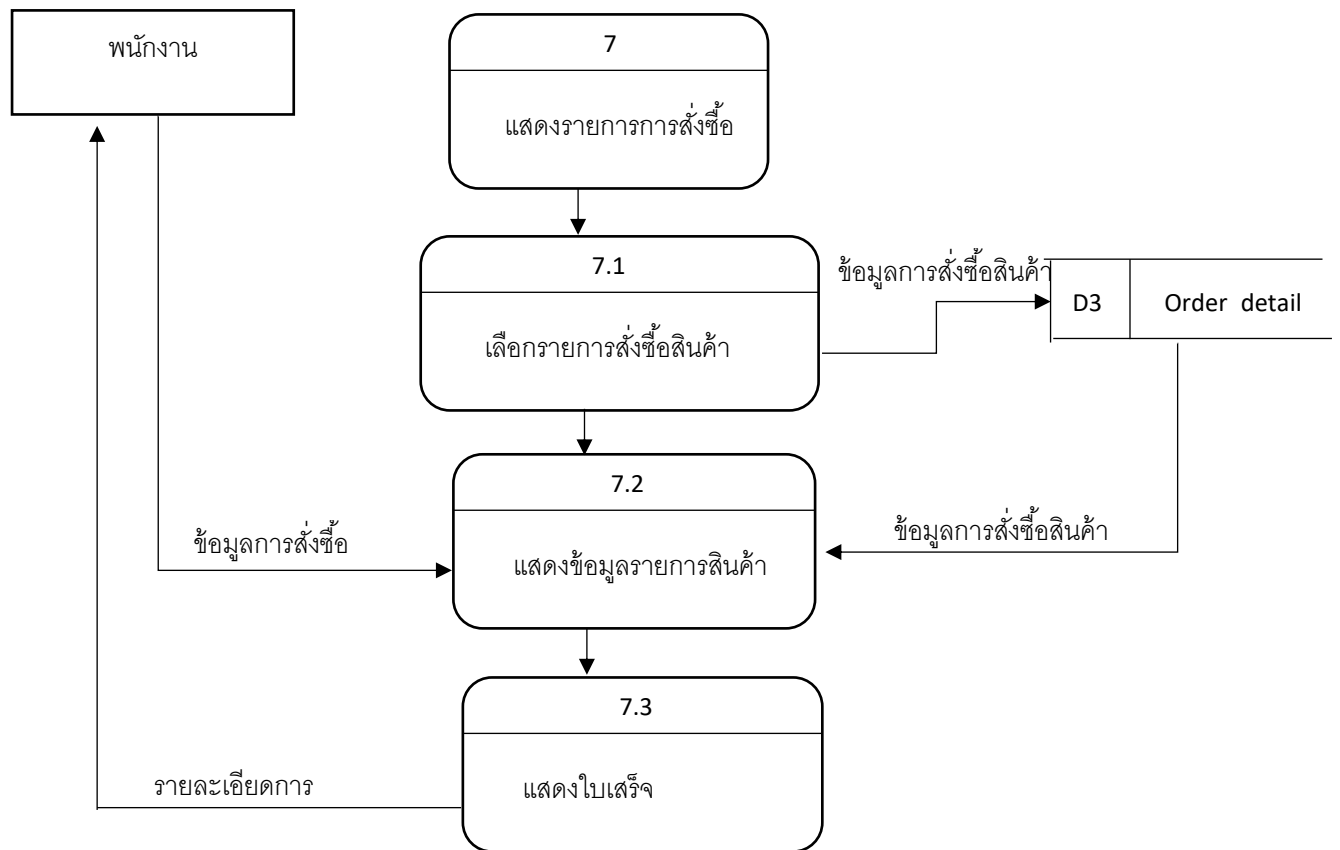 พนักงาน
7
แสดงรายการการสั่งซื้อ
7.1
เลือกรายการสั่งซื้อสินค้า
ข้อมูลการสั่งซื้อสินค้า
D3
Order detail
7.2
แสดงข้อมูลรายการสินค้า
ข้อมูลการสั่งซื้อ
ข้อมูลการสั่งซื้อสินค้า
7.3
แสดงใบเสร็จ
รายละเอียดการ